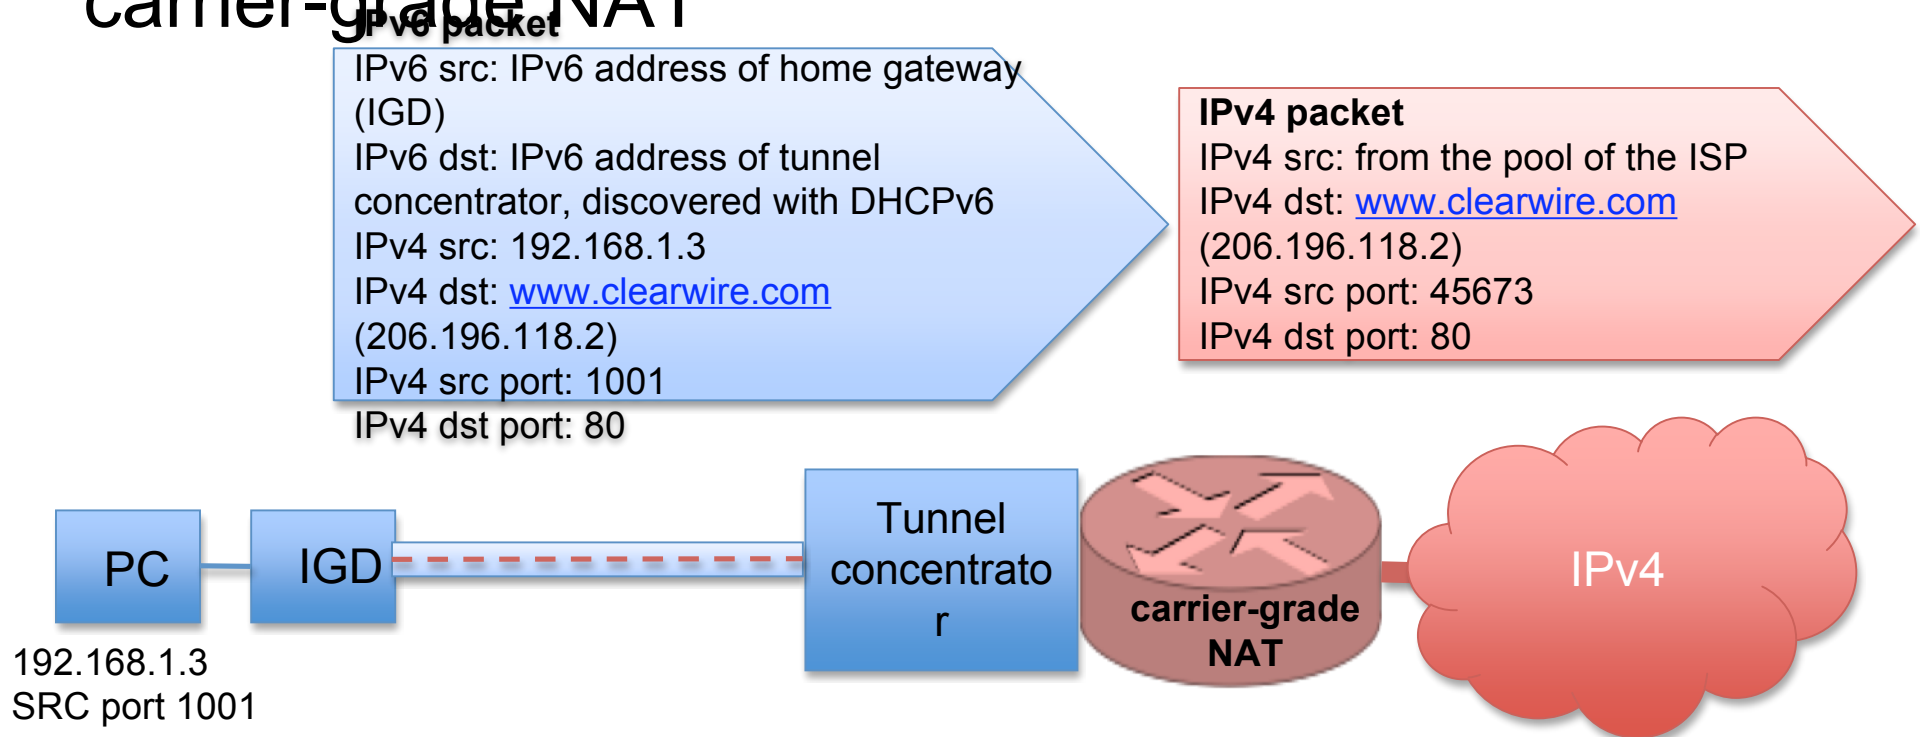 carrier-grade NAT
IPv6 packet
IPv6 src: IPv6 address of home gateway
(IGD)
IPv6 dst: IPv6 address of tunnel
concentrator, discovered with DHCPv6
IPv4 src: 192.168.1.3
IPv4 dst: www.clearwire.com
(206.196.118.2)
IPv4 src port: 1001
IPv4 dst port: 80
IPv4 packet
IPv4 src: from the pool of the ISP
IPv4 dst: www.clearwire.com
(206.196.118.2)
IPv4 src port: 45673
IPv4 dst port: 80
PC
IGD
Tunnel
concentrato
r
carrier-grade
NAT
IPv4
192.168.1.3
SRC port 1001